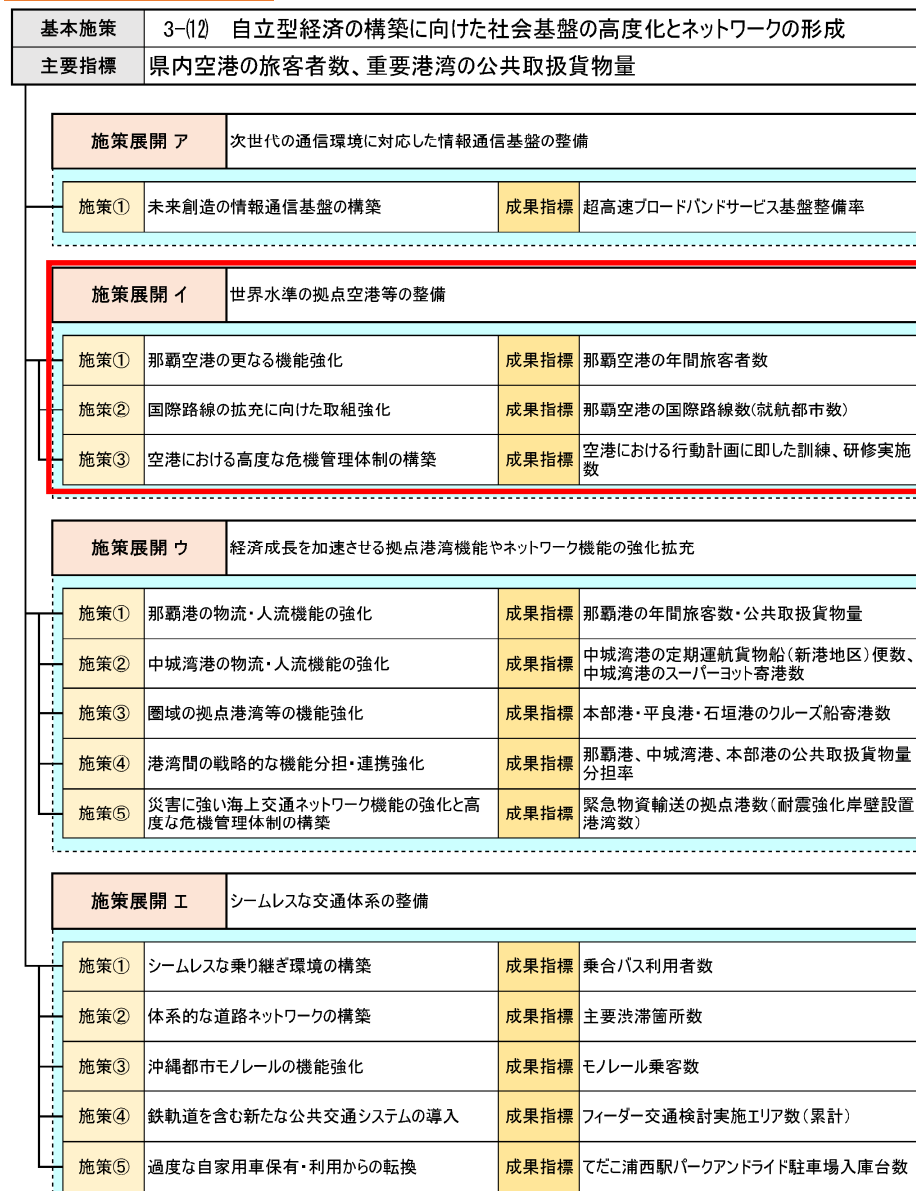 基本施策 3-(12) 自立型経済の構築に向けた社会基盤の高度化とネットワークの形成
主要指標 県内空港の旅客者数、重要港湾の公共取扱貨物量
施策展開 ア 次世代の通信環境に対応した情報通信基盤の整備
施策① 未来創造の情報通信基盤の構築 成果指標 超高速ブロードバンドサービス基盤整備率
施策展開 イ 世界水準の拠点空港等の整備
施策① 那覇空港の更なる機能強化 成果指標 那覇空港の年間旅客者数
施策② 国際路線の拡充に向けた取組強化 成果指標 那覇空港の国際路線数(就航都市数)
施策③ 空港における高度な危機管理体制の構築 成果指標 空港における行動計画に即した訓練、研修実施
数
施策展開 ウ 経済成長を加速させる拠点港湾機能やネットワーク機能の強化拡充
施策① 那覇港の物流・人流機能の強化 成果指標 那覇港の年間旅客数・公共取扱貨物量
施策② 中城湾港の物流・人流機能の強化 成果指標 中城湾港の定期運航貨物船(新港地区)便数、
中城湾港のスーパーヨット寄港数
施策③ 圏域の拠点港湾等の機能強化 成果指標 本部港・平良港・石垣港のクルーズ船寄港数
施策④ 港湾間の戦略的な機能分担・連携強化 成果指標 那覇港、中城湾港、本部港の公共取扱貨物量
分担率
施策⑤ 災害に強い海上交通ネットワーク機能の強化と高
度な危機管理体制の構築 成果指標 緊急物資輸送の拠点港数(耐震強化岸壁設置
港湾数)
施策展開 エ シームレスな交通体系の整備
施策① シームレスな乗り継ぎ環境の構築 成果指標 乗合バス利用者数
施策② 体系的な道路ネットワークの構築 成果指標 主要渋滞箇所数
施策③ 沖縄都市モノレールの機能強化 成果指標 モノレール乗客数
施策④ 鉄軌道を含む新たな公共交通システムの導入 成果指標 フィーダー交通検討実施エリア数(累計)
施策⑤ 過度な自家用車保有・利用からの転換 成果指標 てだこ浦西駅パークアンドライド駐車場入庫台数